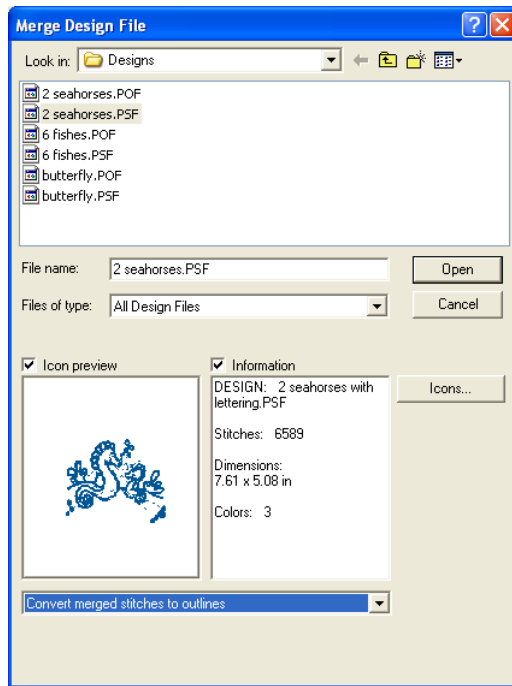 Merge Design File
Look in: Designs
2 seahorses.POF
2 seahorses.PSF
6 fishes.POF
6 fishes.PSF
butterfly.POF
butterfly.PSF
File name: 2 seahorses.PSF Open
Files of type: All Design Files Cancel
Icon preview Information
DESIGN: 2 seahorses with
lettering.PSF
Icons...
Stitches: 6589
Dimensions:
7.61 x 5.08 in
Colors: 3
Convert merged stitches to outlines